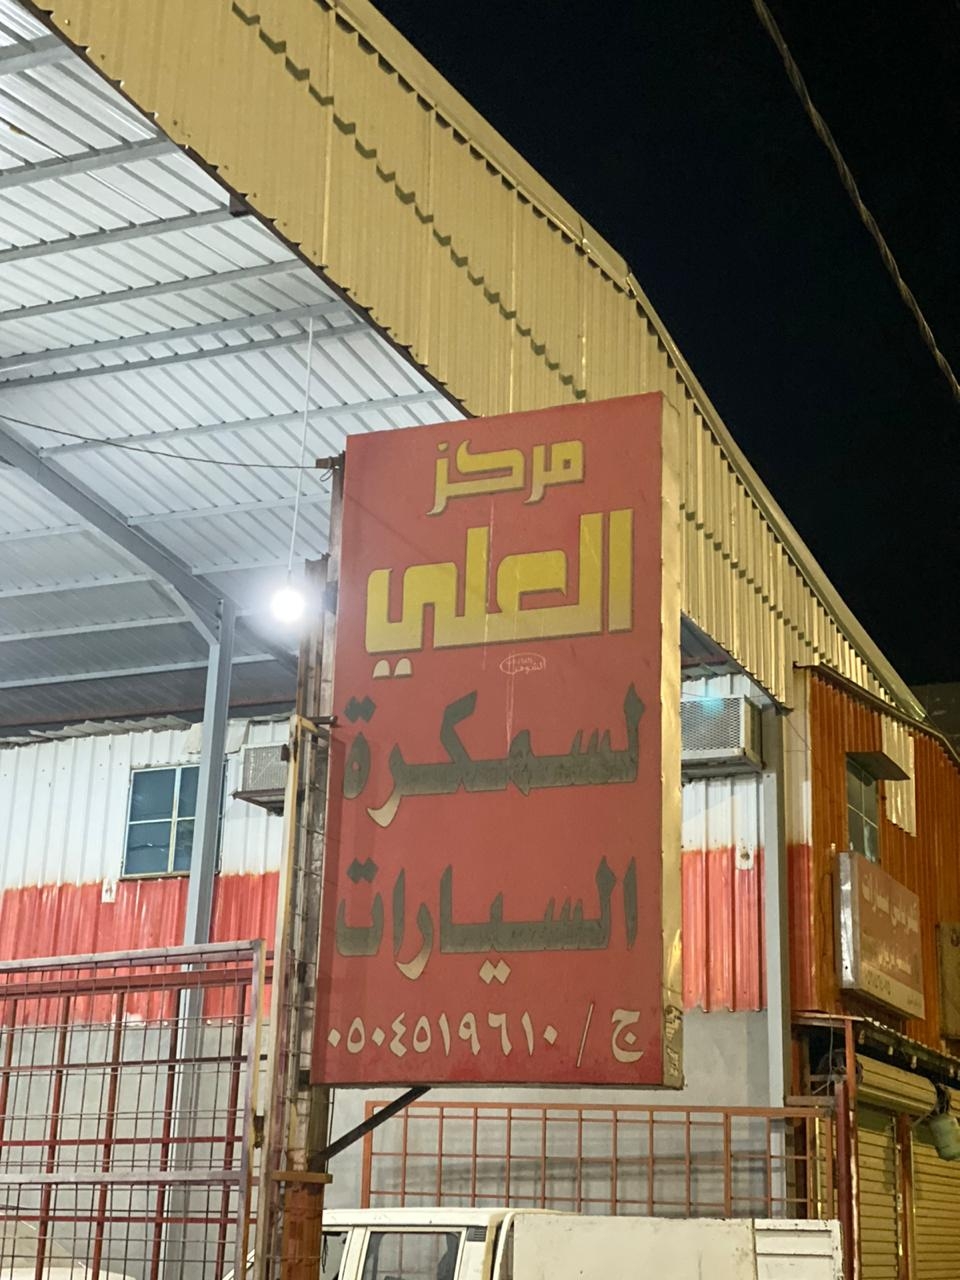 مركز
العلي
لسمكرة
السيارات
ج / ٠٥٠٤٥١٩٦١٠